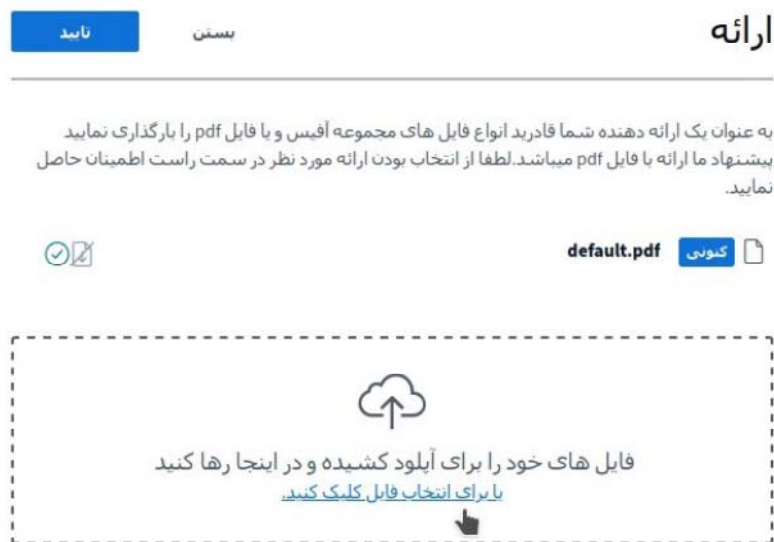 ارائه
بستن
تایید
به عنوان یک ارائه دهنده شما قادرید انواع فایل های مجموعه آفیس و یا فایل pdf را بارگذاری نمایید
پیشنهاد ما ارائه با فایل pdf میباشد.لطفا از انتخاب بودن ارائه مورد نظر در سمت راست اطمینان حاصل
نمایید.
کنونی default.pdf
فایل های خود را برای آپلود کشیده و در اینجا رها کنید
یا برای انتخاب فایل کلیک کنید.